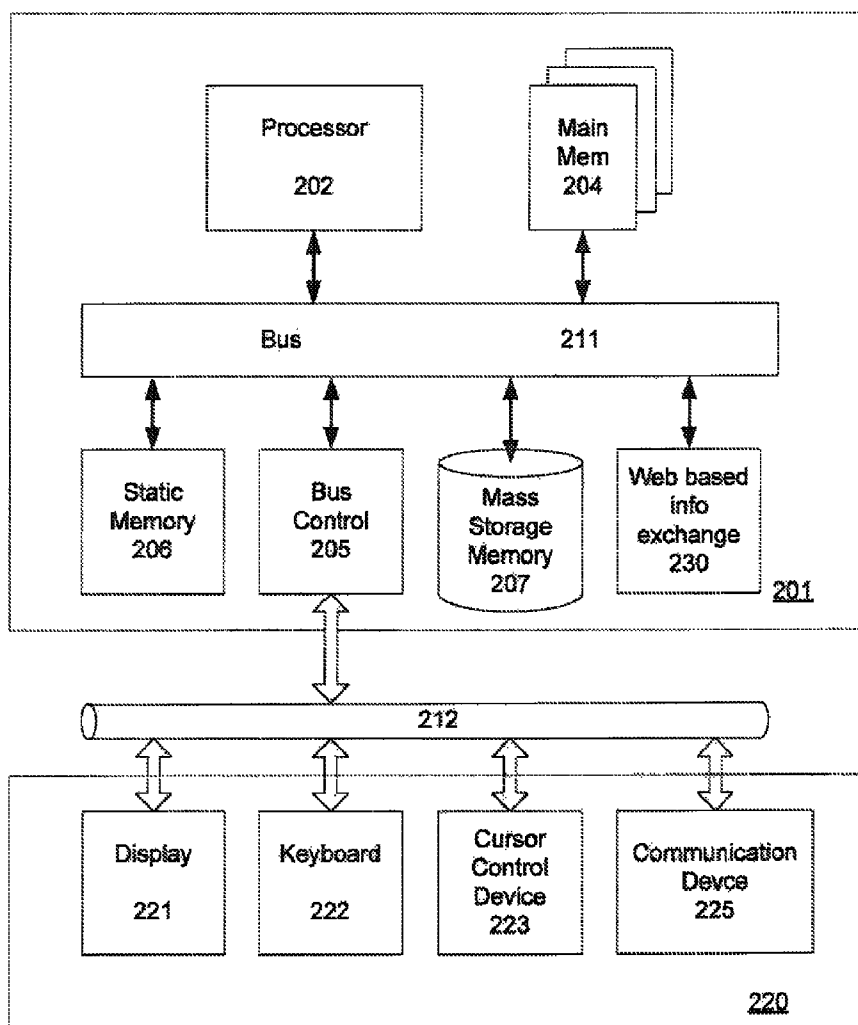 Processor
202
Main
Mem
204
Bus 211
Static
Memory
206
Bus
Control
205
Mass
Storage
Memory
207
Web based
info
exchange
230
201
212
Display
221
Keyboard
222
Cursor
Control
Device
223
Communication
Devce
225
220